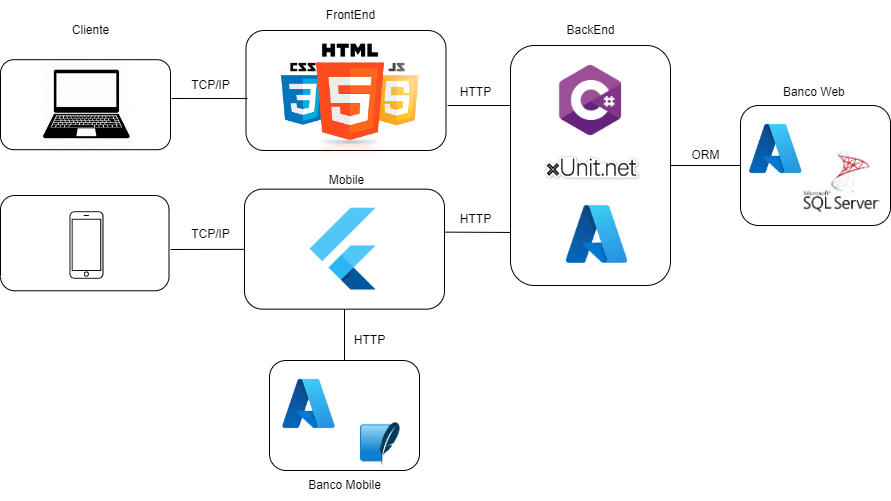 Cliente
FrontEnd
BackEnd
Banco Web
TCP/IP
HTML
CSS
JS
3
5
HTTP
C#
xUnit.net
ORM
Microsoft
SQL Server
Mobile
TCP/IP
HTTP
HTTP
Banco Mobile